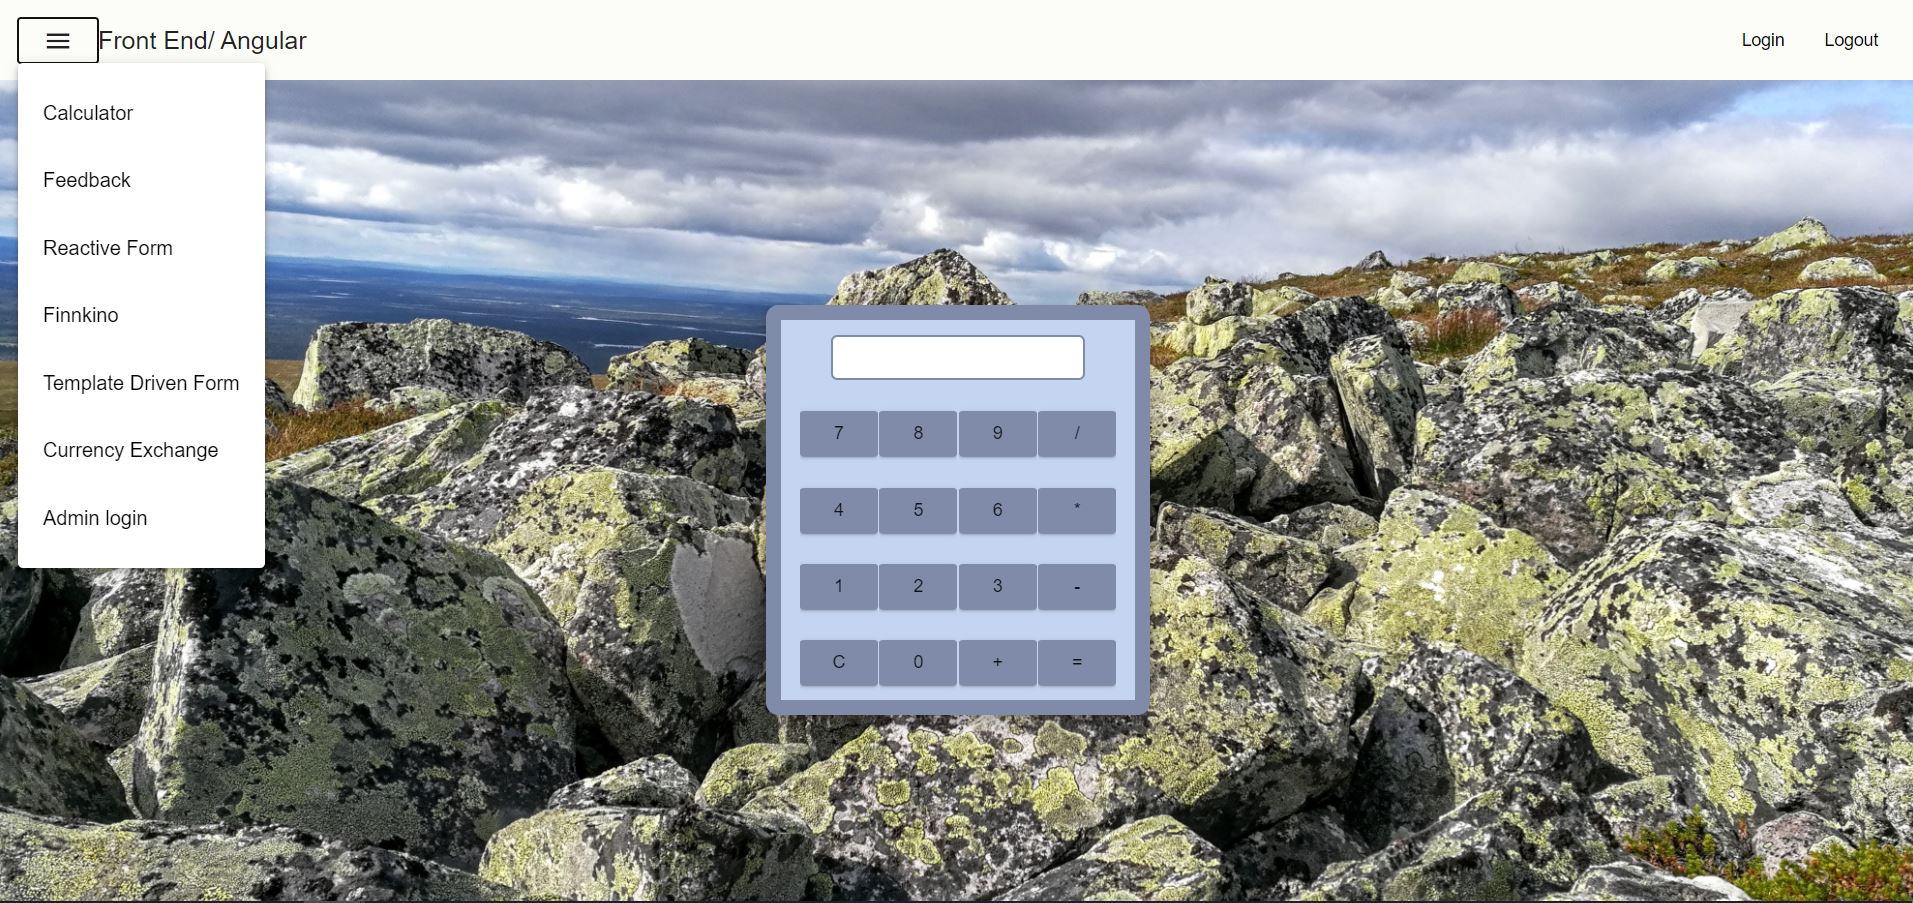 Front End/ Angular
Login
Logout
Calculator
Feedback
Reactive Form
Finnkino
Template Driven Form
Currency Exchange
Admin login
7 8 9 /
4 5 6 *
1 2 3 -
C 0 + =